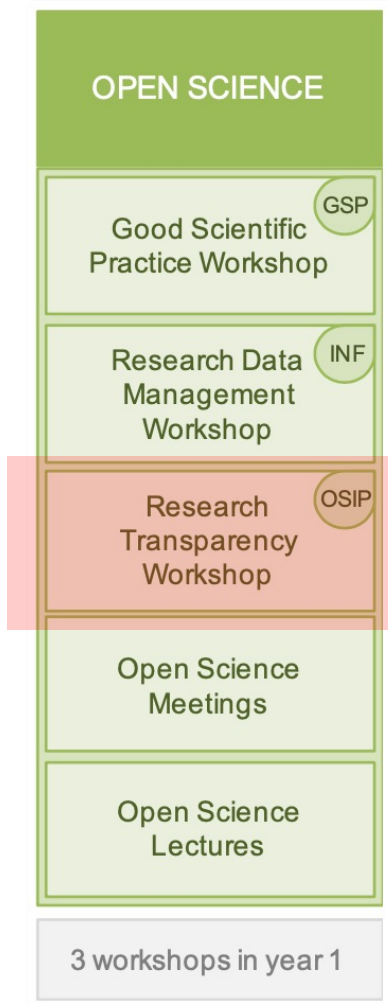 OPEN SCIENCE
GSP
Good Scientific
Practice Workshop
INF
Research Data
Management
Workshop
OSIP
Research
Transparency
Workshop
Open Science
Meetings
Open Science
Lectures
3 workshops in year 1